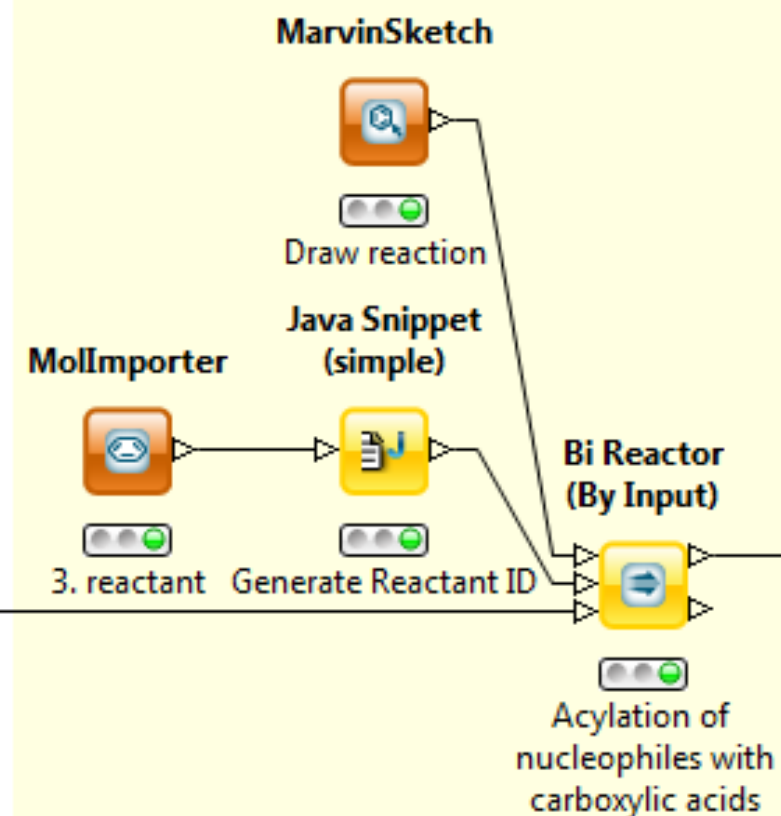 MarvinSketch
Draw reaction
MolImporter
3. reactant
Java Snippet
(simple)
Generate Reactant ID
Bi Reactor
(By Input)
Acylation of
nucleophiles with
carboxylic acids